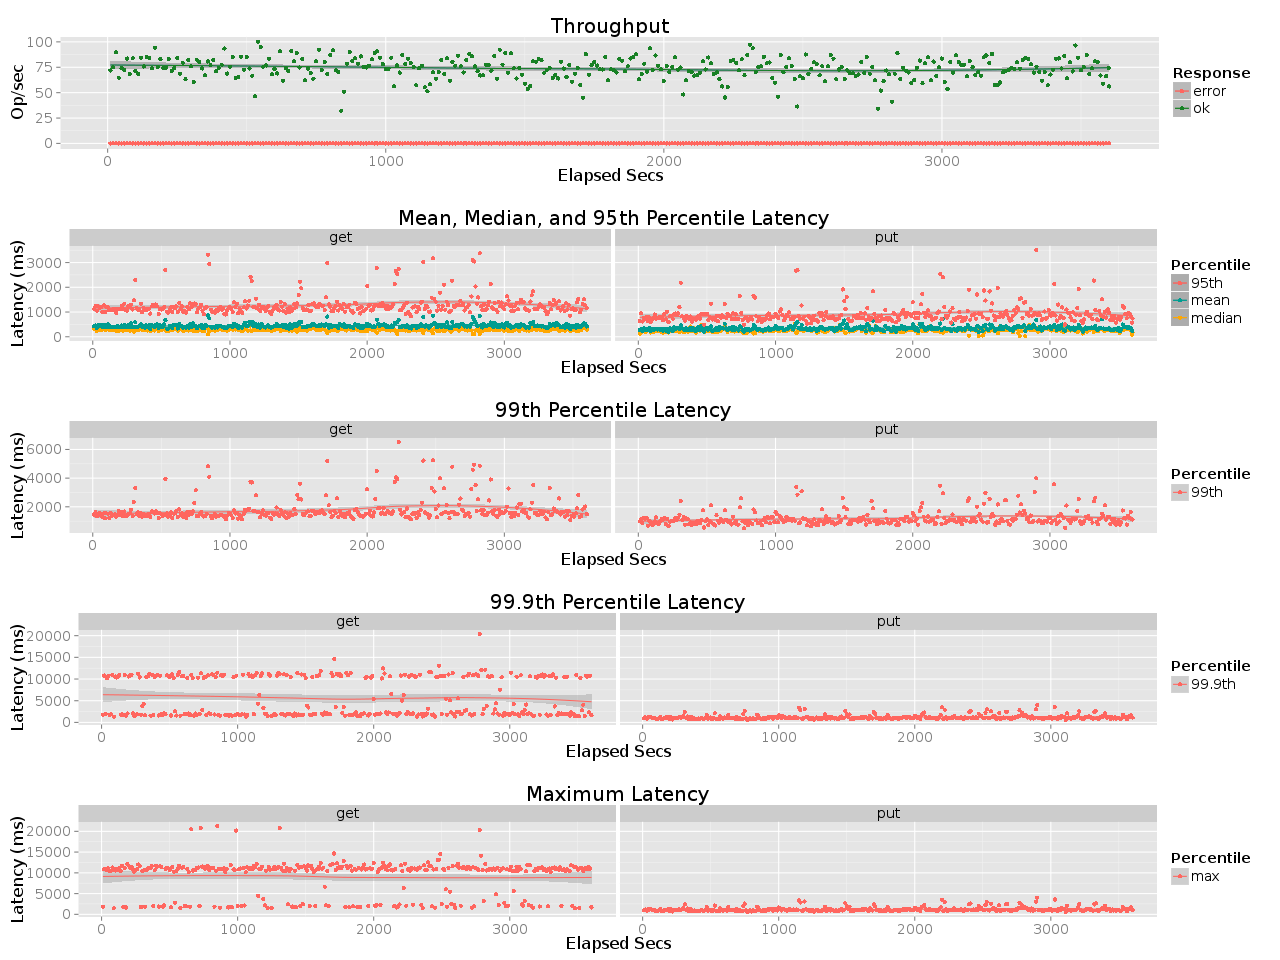 Throughput
100
75
50
25
0
Op/sec
0 1000 2000 3000
Elapsed Secs
Response
error
ok
Mean, Median, and 95th Percentile Latency
get put
3000
2000
1000
0
Latency (ms)
0 1000 2000 3000 0 1000 2000 3000
Elapsed Secs
Percentile
95th
mean
median
99th Percentile Latency
get put
6000
4000
2000
Latency (ms)
0 1000 2000 3000 0 1000 2000 3000
Elapsed Secs
Percentile
99th
99.9th Percentile Latency
get put
20000
15000
10000
5000
0
Latency (ms)
0 1000 2000 3000 0 1000 2000 3000
Elapsed Secs
Percentile
99.9th
Maximum Latency
get put
20000
15000
10000
5000
0
Latency (ms)
0 1000 2000 3000 0 1000 2000 3000
Elapsed Secs
Percentile
max